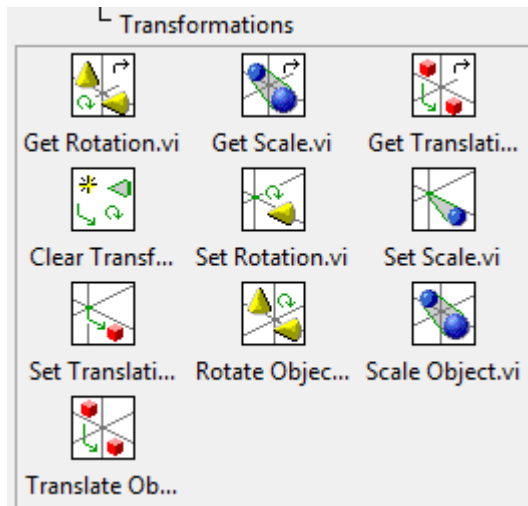 Transformations
Get Rotation.vi Get Scale.vi Get Translati...
Clear Transf... Set Rotation.vi Set Scale.vi
Set Translati... Rotate Objec... Scale Object.vi
Translate Ob...